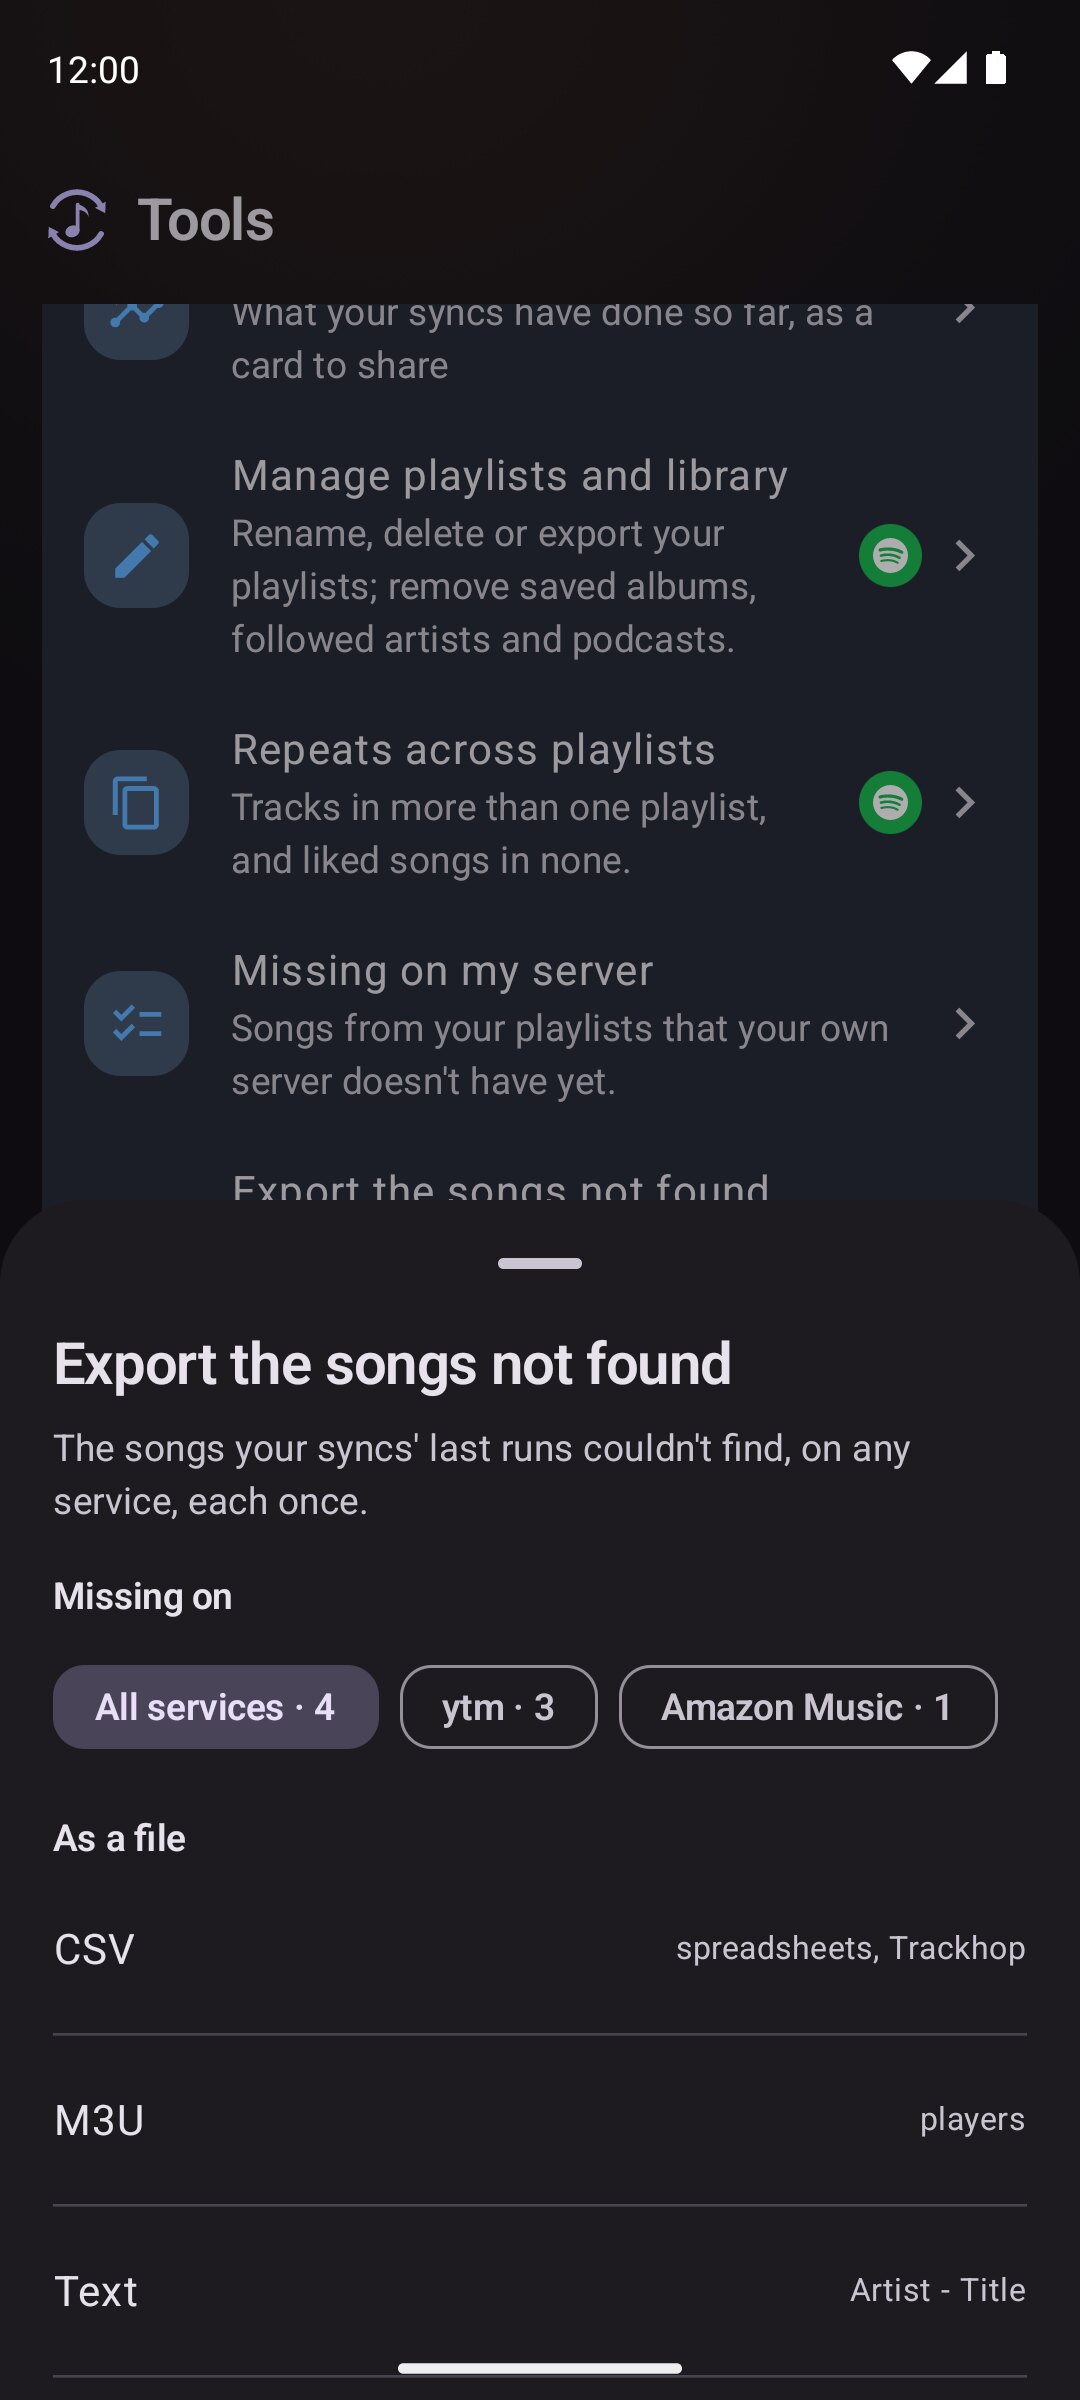 12:00
Tools
What your syncs have done so far, as a
card to share
Manage playlists and library
Rename, delete or export your
playlists; remove saved albums,
followed artists and podcasts.
Repeats across playlists
Tracks in more than one playlist,
and liked songs in none.
Missing on my server
Songs from your playlists that your own
server doesn't have yet.
Export the songs not found
Export the songs not found
The songs your syncs' last runs couldn't find, on any
service, each once.
Missing on
All services · 4
ytm · 3
Amazon Music · 1
As a file
CSV
spreadsheets, Trackhop
M3U
players
Text
Artist - Title